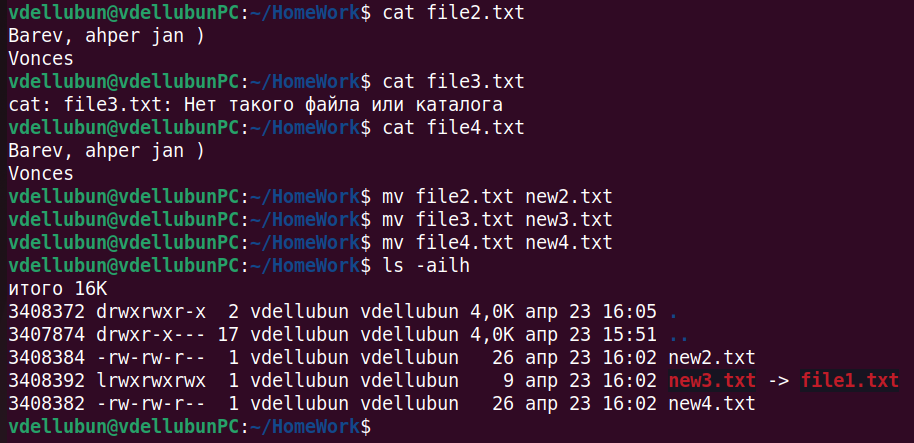 vdellubun@vdellubunPC:~/HomeWork$ cat file2.txt
Barev, ahper jan )
Vonces
vdellubun@vdellubunPC:~/HomeWork$ cat file3.txt
cat: file3.txt: Нет такого файла или каталога
vdellubun@vdellubunPC:~/HomeWork$ cat file4.txt
Barev, ahper jan )
Vonces
vdellubun@vdellubunPC:~/HomeWork$ mv file2.txt new2.txt
vdellubun@vdellubunPC:~/HomeWork$ mv file3.txt new3.txt
vdellubun@vdellubunPC:~/HomeWork$ mv file4.txt new4.txt
vdellubun@vdellubunPC:~/HomeWork$ ls -ailh
итого 16K
3408372 drwxrwxr-x  2 vdellubun vdellubun 4,0K апр 23 16:05 .
3407874 drwxr-x--- 17 vdellubun vdellubun 4,0K апр 23 15:51 ..
3408384 -rw-rw-r--  1 vdellubun vdellubun   26 апр 23 16:02 new2.txt
3408392 lrwxrwxrwx  1 vdellubun vdellubun    9 апр 23 16:02 new3.txt -> file1.txt
3408382 -rw-rw-r--  1 vdellubun vdellubun   26 апр 23 16:02 new4.txt
vdellubun@vdellubunPC:~/HomeWork$